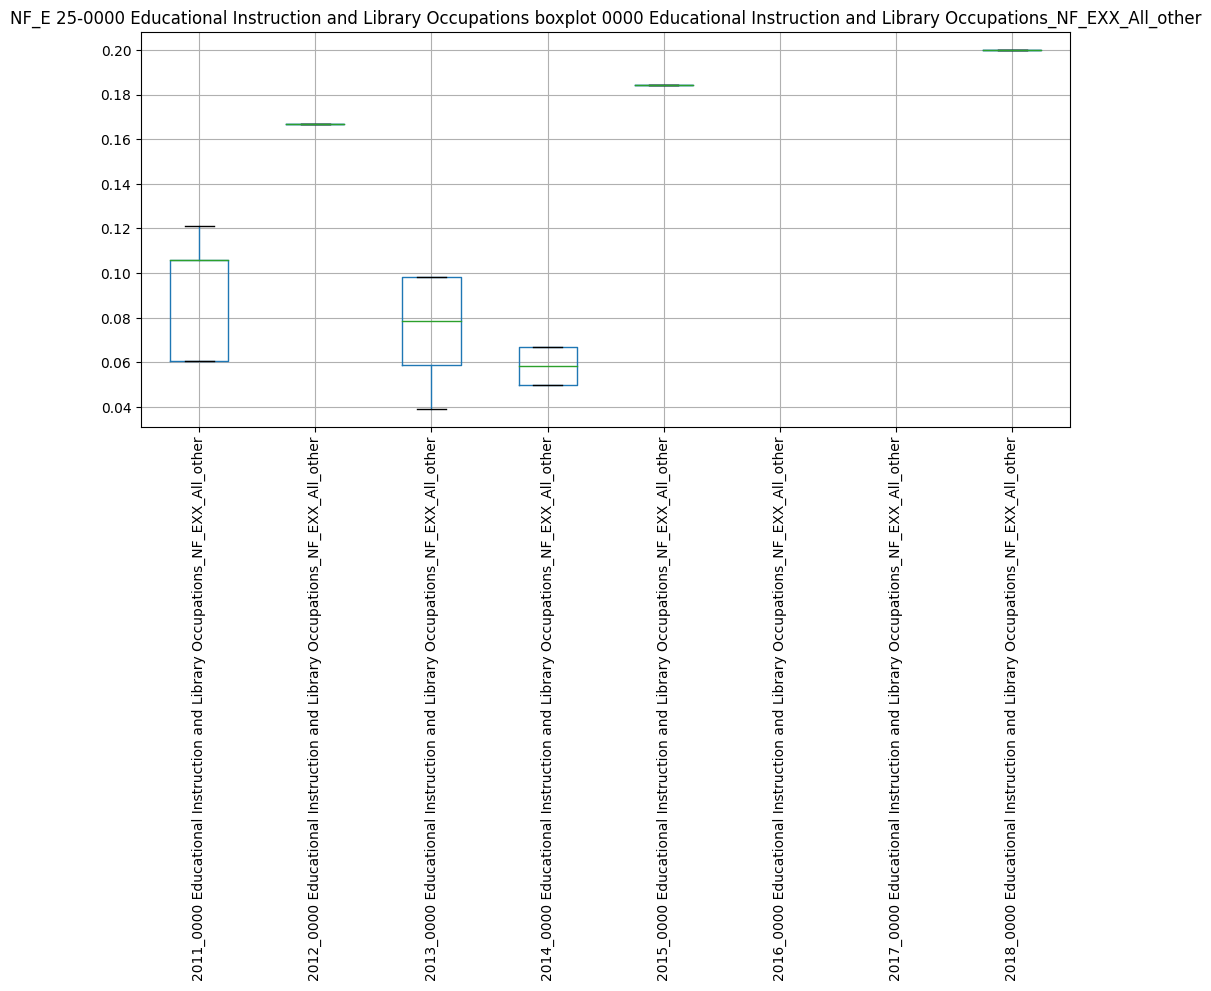 NF_E 25-0000 Educational Instruction and Library Occupations boxplot 0000 Educational Instruction and Library Occupations_NF_EXX_All_other
0.20
0.18
0.16
0.14
0.12
0.10
0.08
0.06
0.04
2011_0000 Educational Instruction and Library Occupations_NF_EXX_All_other
2012_0000 Educational Instruction and Library Occupations_NF_EXX_All_other
2013_0000 Educational Instruction and Library Occupations_NF_EXX_All_other
2014_0000 Educational Instruction and Library Occupations_NF_EXX_All_other
2015_0000 Educational Instruction and Library Occupations_NF_EXX_All_other
2016_0000 Educational Instruction and Library Occupations_NF_EXX_All_other
2017_0000 Educational Instruction and Library Occupations_NF_EXX_All_other
2018_0000 Educational Instruction and Library Occupations_NF_EXX_All_other